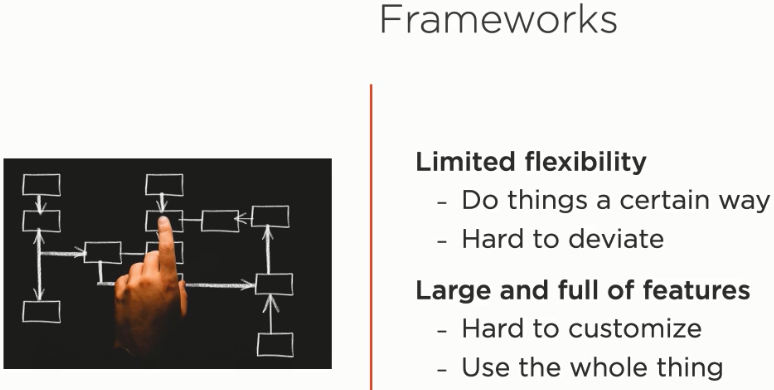 Frameworks
Limited flexibility
- Do things a certain way
- Hard to deviate
Large and full of features
- Hard to customize
- Use the whole thing